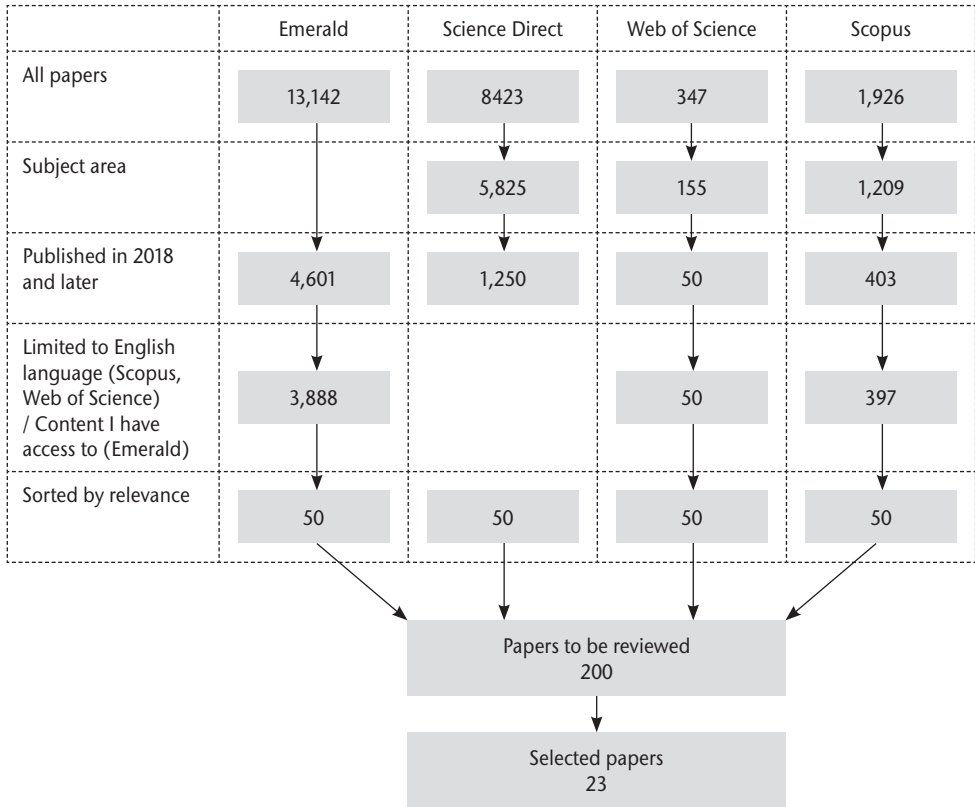 Emerald
Science Direct
Web of Science
Scopus
All papers
13,142
8423
347
1,926
Subject area
5,825
155
1,209
Published in 2018
and later
4,601
1,250
50
403
Limited to English
language (Scopus,
Web of Science)
/ Content I have
access to (Emerald)
3,888
50
397
Sorted by relevance
50
50
50
50
Papers to be reviewed
200
Selected papers
23